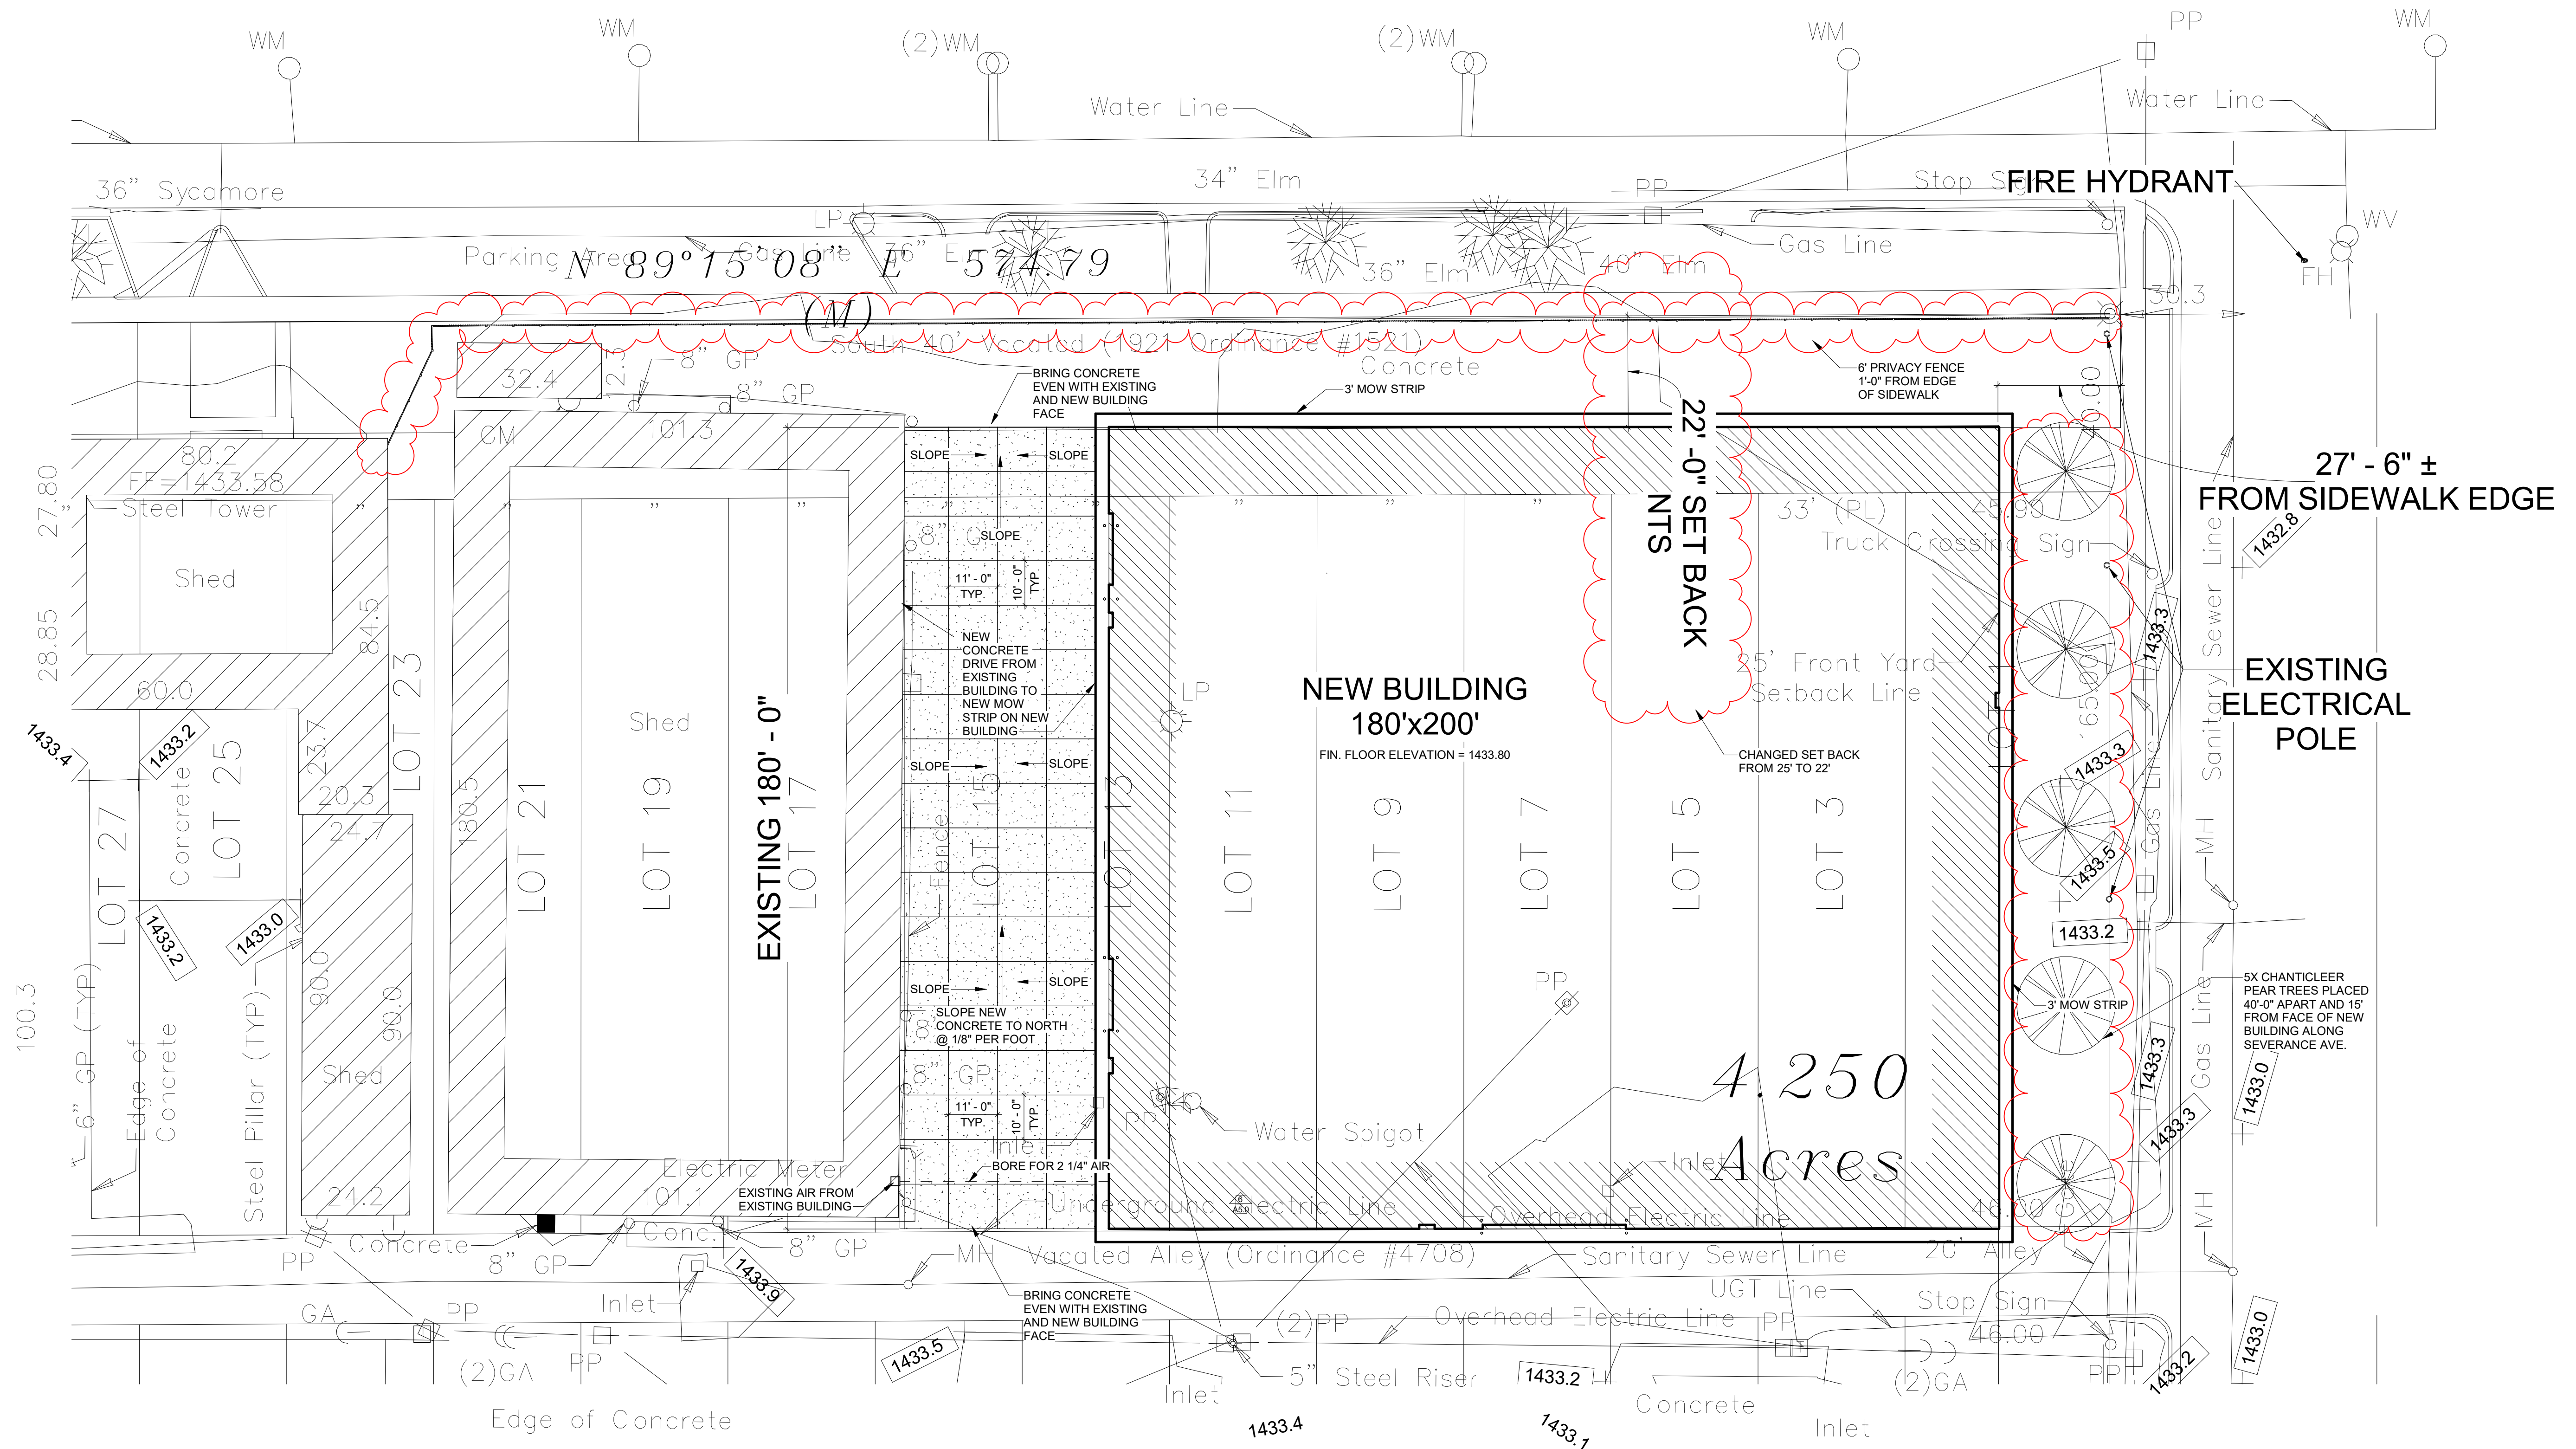 WM
WM
(2)WM
(2)WM
WM
PP
WM
Water Line
Water Line
36" Sycamore
34" Elm
PP
Stop Sign
FIRE HYDRANT
LP
WV
Parking Area
Gas Line
36" Elm
N 89°15'08" E 574.79
(M)
36" Elm
40" Elm
Gas Line
FH
30.3
South 40' Vacated (1921 Ordinance #1521)
Concrete
8" GP
8" GP
32.4
12.3
BRING CONCRETE
EVEN WITH EXISTING
AND NEW BUILDING
FACE
3' MOW STRIP
6' PRIVACY FENCE
1'-0" FROM EDGE
OF SIDEWALK
GM
101.3
80.2
FF=1433.58
Steel Tower
27.80
28.85
Shed
60.0
84.5
23.7
20.3
24.7
SLOPE
SLOPE
SLOPE
22' -0" SET BACK
NTS
27' - 6" ±
FROM SIDEWALK EDGE
33' (PL)
45.90
Truck Crossing Sign
1432.8
Sanitary Sewer Line
11' - 0"
TYP.
10' - 0"
TYP
NEW
CONCRETE
DRIVE FROM
EXISTING
BUILDING TO
NEW MOW
STRIP ON NEW
BUILDING
LP
NEW BUILDING
180'x200'
FIN. FLOOR ELEVATION = 1433.80
25' Front Yard
Setback Line
CHANGED SET BACK
FROM 25' TO 22'
165.00
1433.3
1433.3
EXISTING
ELECTRICAL
POLE
1433.4
1433.2
Concrete
Shed
180.5
EXISTING 180' - 0"
SLOPE
SLOPE
LOT 27
LOT 25
LOT 23
LOT 21
LOT 19
LOT 17
LOT 15
LOT 13
LOT 11
LOT 9
LOT 7
LOT 5
LOT 3
Fence
Gas Line
MH
1433.5
1433.2
1433.2
1433.0
100.3
90.0
90.0
6" GP (TYP)
Edge of
Concrete
Steel Pillar (TYP)
Shed
24.2
SLOPE
SLOPE
SLOPE NEW
CONCRETE TO NORTH
@ 1/8" PER FOOT
8" GP
11' - 0"
TYP.
10' - 0"
TYP.
Inlet
PP
Water Spigot
PP
4.250
Acres
3' MOW STRIP
5X CHANTICLEER
PEAR TREES PLACED
40'-0" APART AND 15'
FROM FACE OF NEW
BUILDING ALONG
SEVERANCE AVE.
Gas Line
1433.3
1433.0
1433.3
Electric Meter
101.1
EXISTING AIR FROM
EXISTING BUILDING
BORE FOR 2 1/4" AIR
Inlet
Underground Electric Line
6
A5.0
Overhead Electric Line
46.00
MH
PP
Concrete
8" GP
Conc.
8" GP
MH
Vacated Alley (Ordinance #4708)
Sanitary Sewer Line
20' Alley
Inlet
1433.9
BRING CONCRETE
EVEN WITH EXISTING
AND NEW BUILDING
FACE
UGT Line
Stop Sign
GA
PP
(2)GA
PP
(2)PP
Overhead Electric Line
PP
46.00
1433.0
1433.5
5" Steel Riser
Inlet
1433.2
Concrete
(2)GA
PP
1433.2
Edge of Concrete
1433.4
1433.1
Inlet